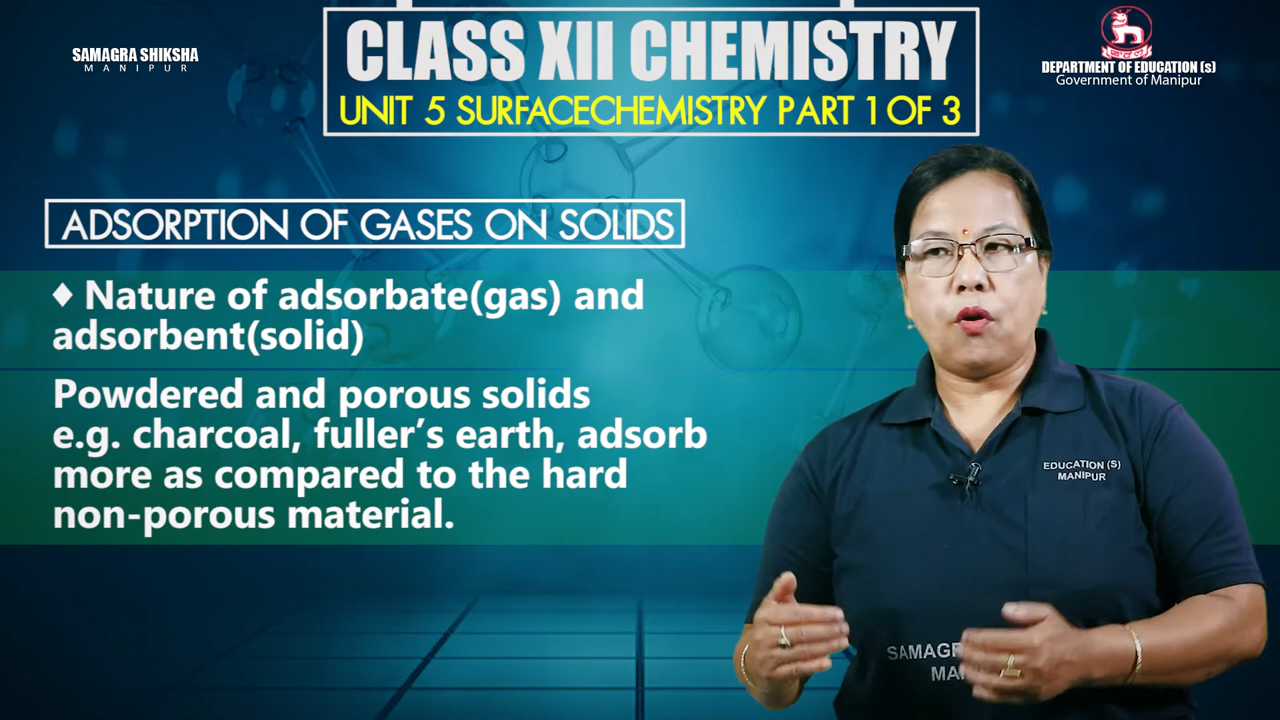 SAMAGRA SHIKSHA
MANIPUR
CLASS XII CHEMISTRY
UNIT 5 SURFACECHEMISTRY PART 1 OF 3
DEPARTMENT OF EDUCATION (S)
Government of Manipur
ADSORPTION OF GASES ON SOLIDS
♦ Nature of adsorbate(gas) and
adsorbent(solid)
Powdered and porous solids
e.g. charcoal, fuller’s earth, adsorb
more as compared to the hard
non-porous material.
EDUCATION (S)
MANIPUR